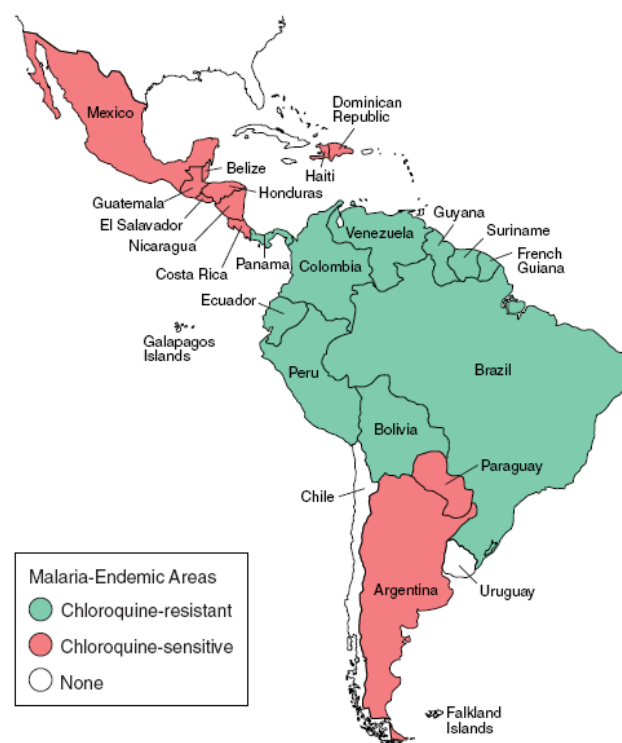 Mexico
Dominican
Republic
Belize
Haiti
Guatemala
Honduras
El Salavador
Nicaragua
Costa Rica
Panama
Venezuela
Guyana
Suriname
French
Guiana
Colombia
Ecuador
Galapagos
Islands
Peru
Brazil
Bolivia
Paraguay
Chile
Argentina
Uruguay
Malaria-Endemic Areas
Chloroquine-resistant
Chloroquine-sensitive
None
Falkland
Islands